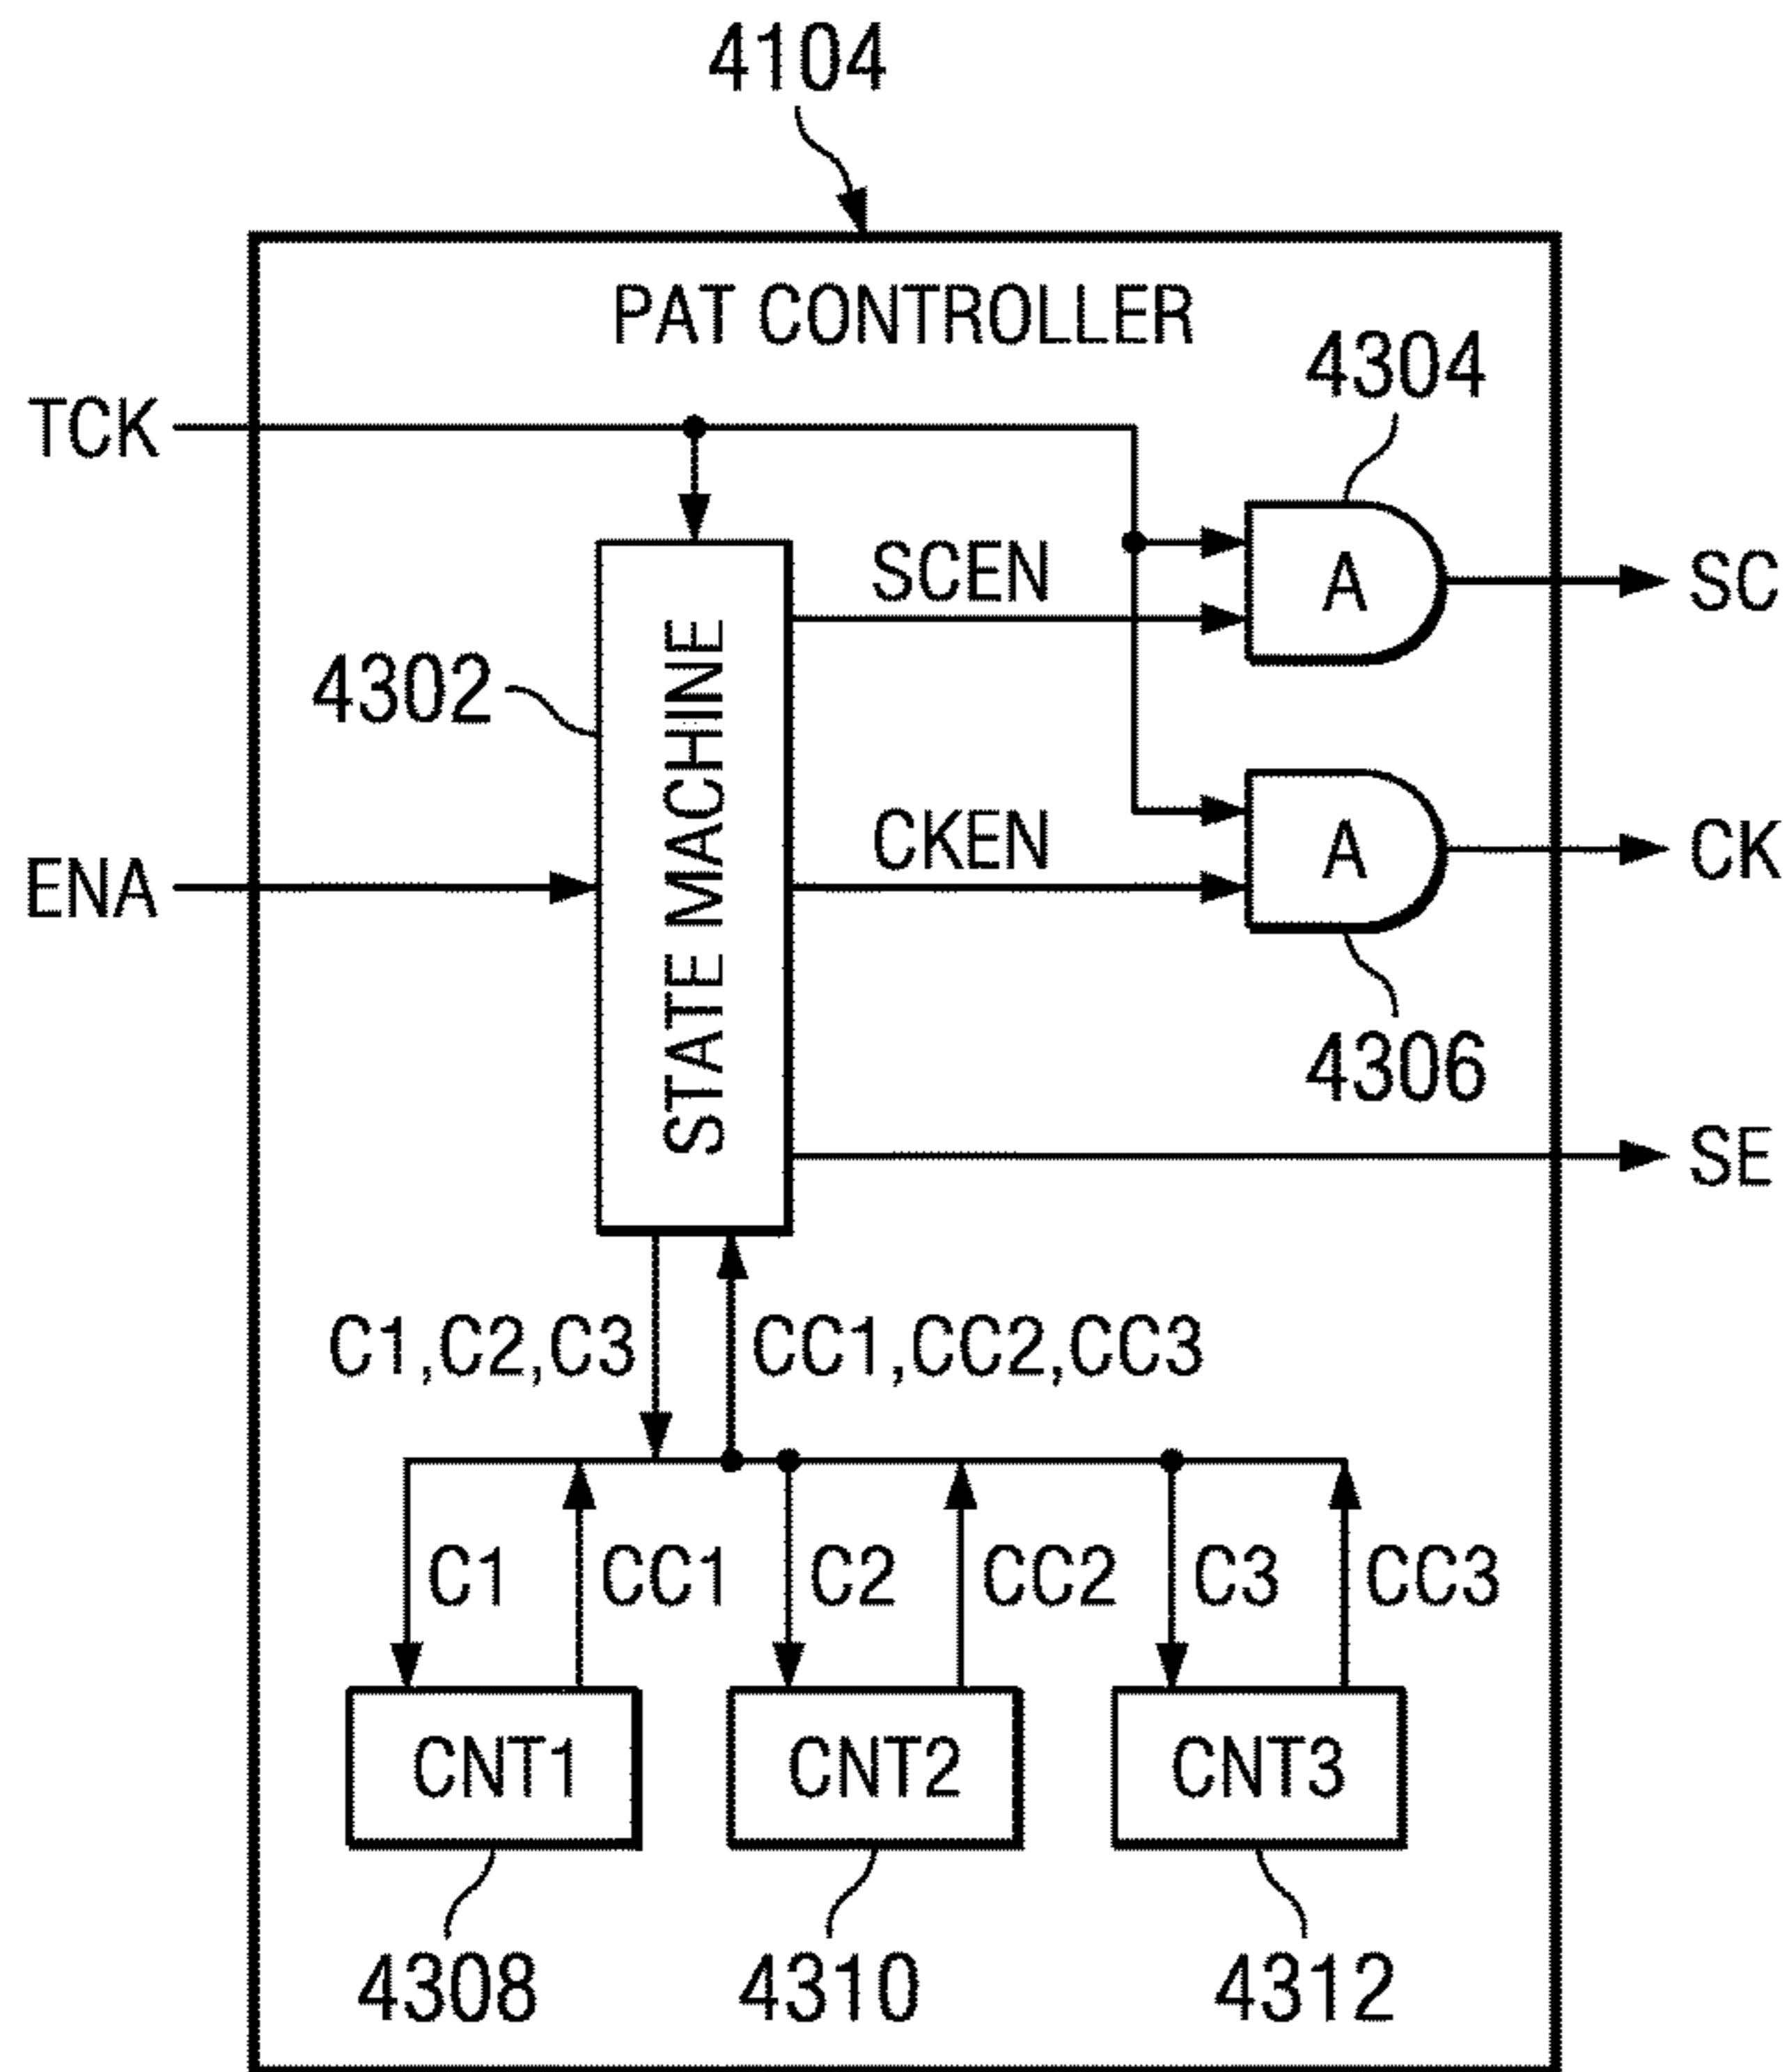 4104
PAT CONTROLLER
4304
TCK
SCEN
A
SC
4302
STATE MACHINE
CKEN
A
CK
ENA
4306
SE
C1,C2,C3
CC1,CC2,CC3
C1
CC1
C2
CC2
C3
CC3
CNT1
CNT2
CNT3
4308
4310
4312